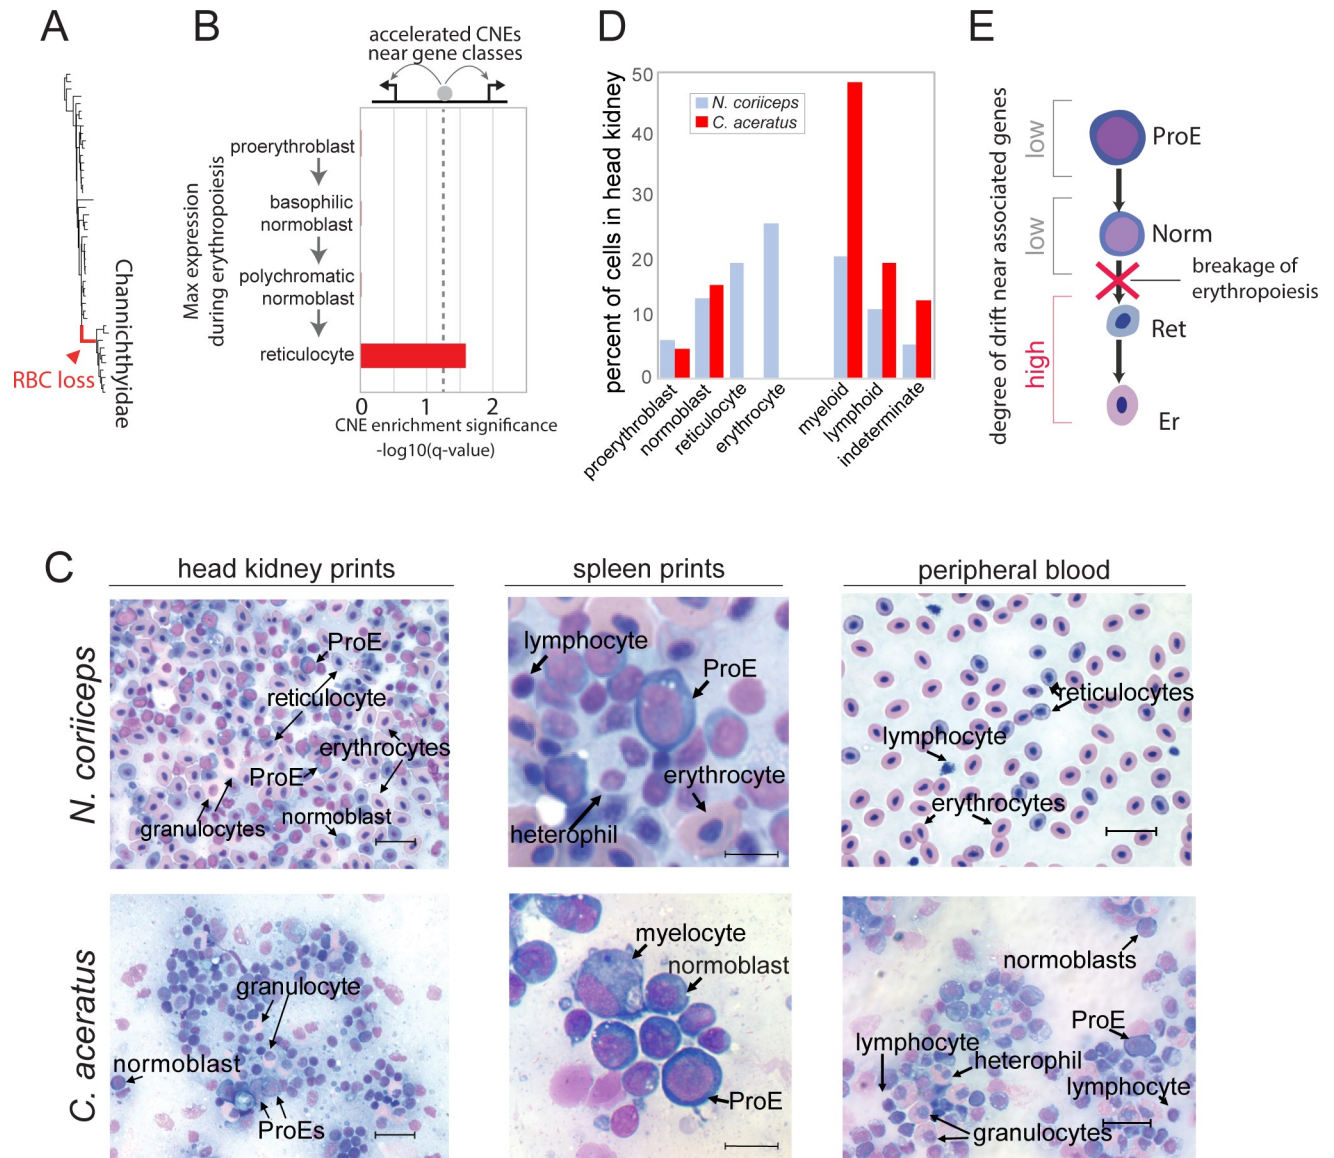 A
RBC loss
Channichthyidae
B
accelerated CNEs
near gene classes
Max expression
during erythropoiesis
proerythroblast
basophilic
normoblast
polychromatic
normoblast
reticulocyte
0 1 2
CNE enrichment significance
-log10(q-value)
D
percent of cells in head kidney
50
40
30
20
10
0
N. coriiceps
C. aceratus
proerythroblast
normoblast
reticulocyte
erythrocyte
myeloid
lymphoid
indeterminate
E
degree of drift near associated genes
low
low
high
ProE
Norm
breakage of
erythropoiesis
Ret
Er
C
head kidney prints
spleen prints
peripheral blood
N. coriiceps
ProE
reticulocyte
erythrocytes
ProE
normoblast
granulocytes
lymphocyte
ProE
erythrocyte
heterophil
reticulocytes
lymphocyte
erythrocytes
C. aceratus
granulocyte
normoblast
ProEs
myelocyte
normoblast
ProE
normoblasts
ProE
lymphocyte
heterophil
lymphocyte
granulocytes